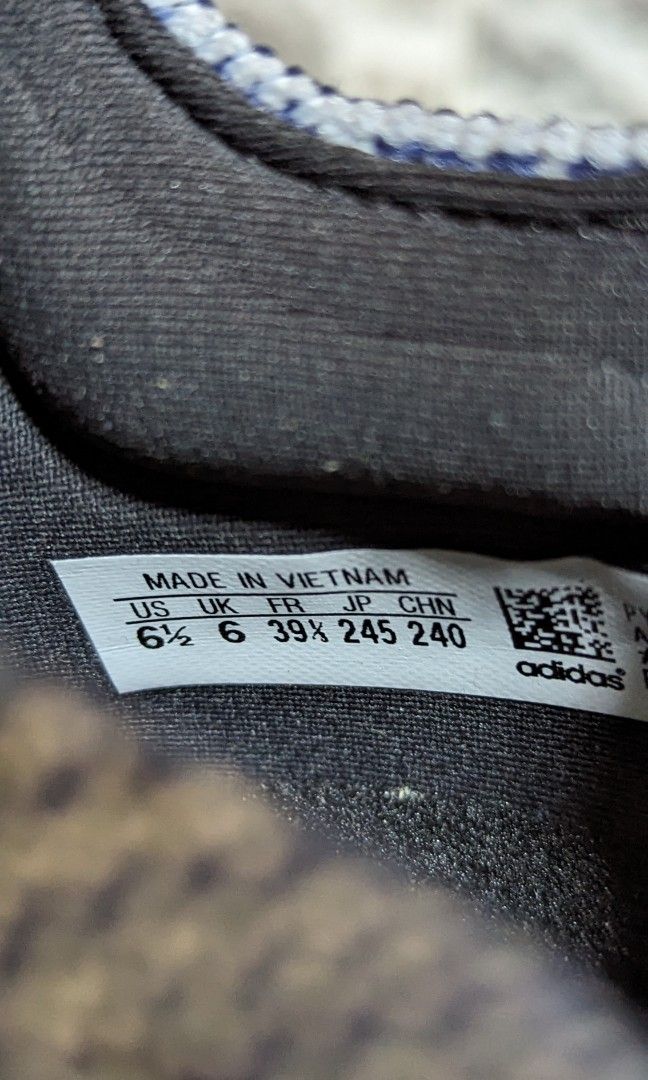 MADE IN VIETNAM
US UK FR JP CHN
6½ 6 39⅓ 245 240
adidas